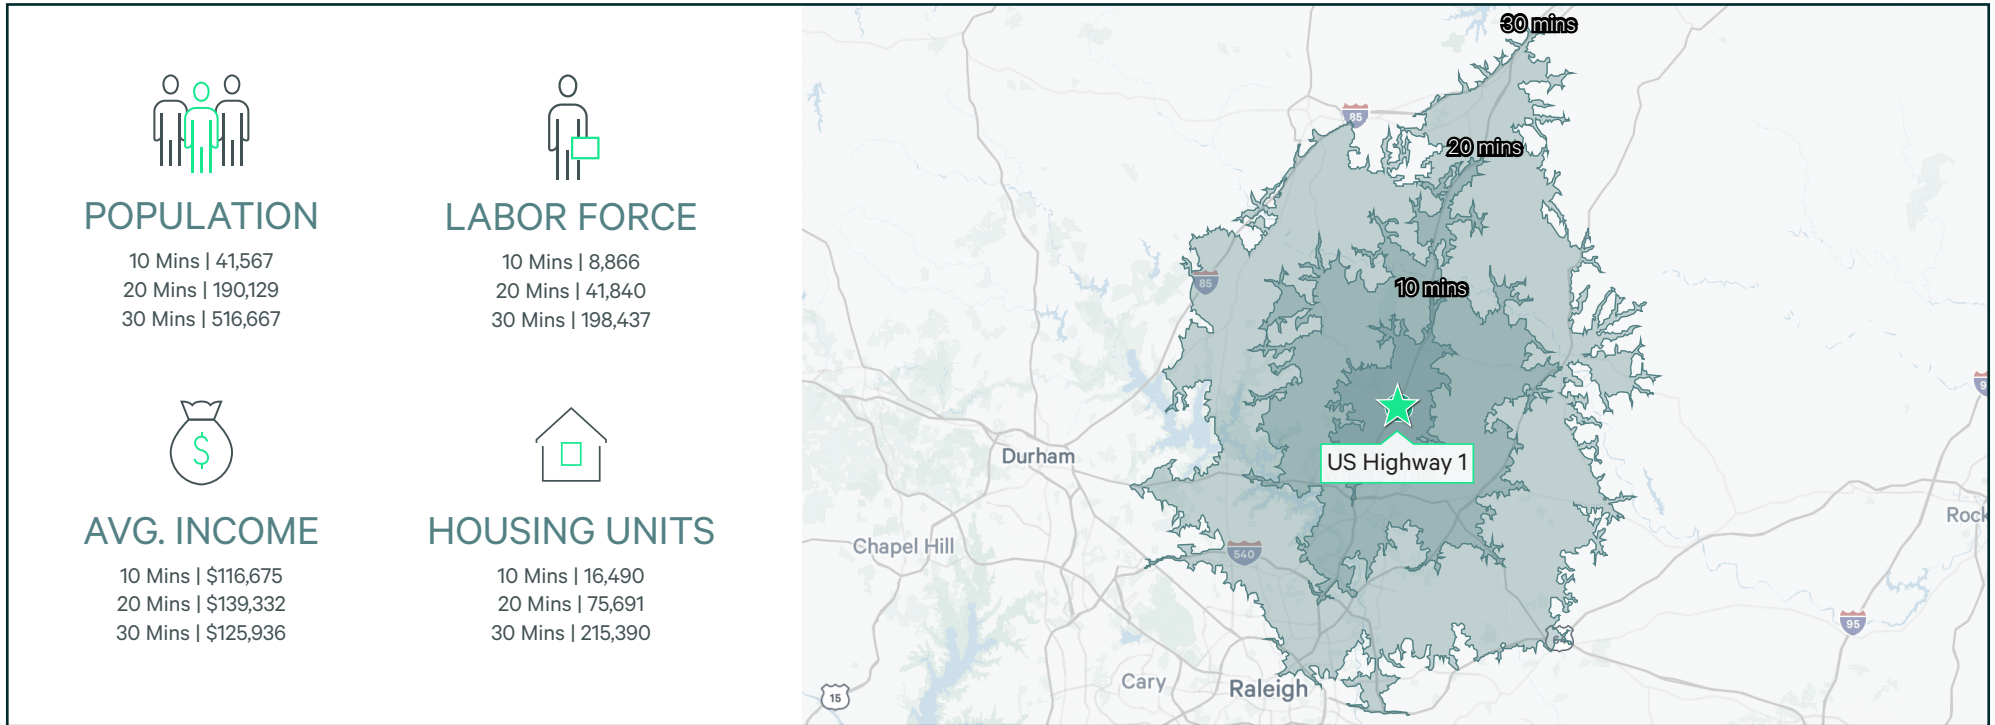 POPULATION
10 Mins | 41,567
20 Mins | 190,129
30 Mins | 516,667
LABOR FORCE
10 Mins | 8,866
20 Mins | 41,840
30 Mins | 198,437
$
AVG. INCOME
10 Mins | $116,675
20 Mins | $139,332
30 Mins | $125,936
HOUSING UNITS
10 Mins | 16,490
20 Mins | 75,691
30 Mins | 215,390
30 mins
85
20 mins
85
10 mins
9
US Highway 1
Durham
Rock
Chapel Hill
540
95
64
Cary
Raleigh
15